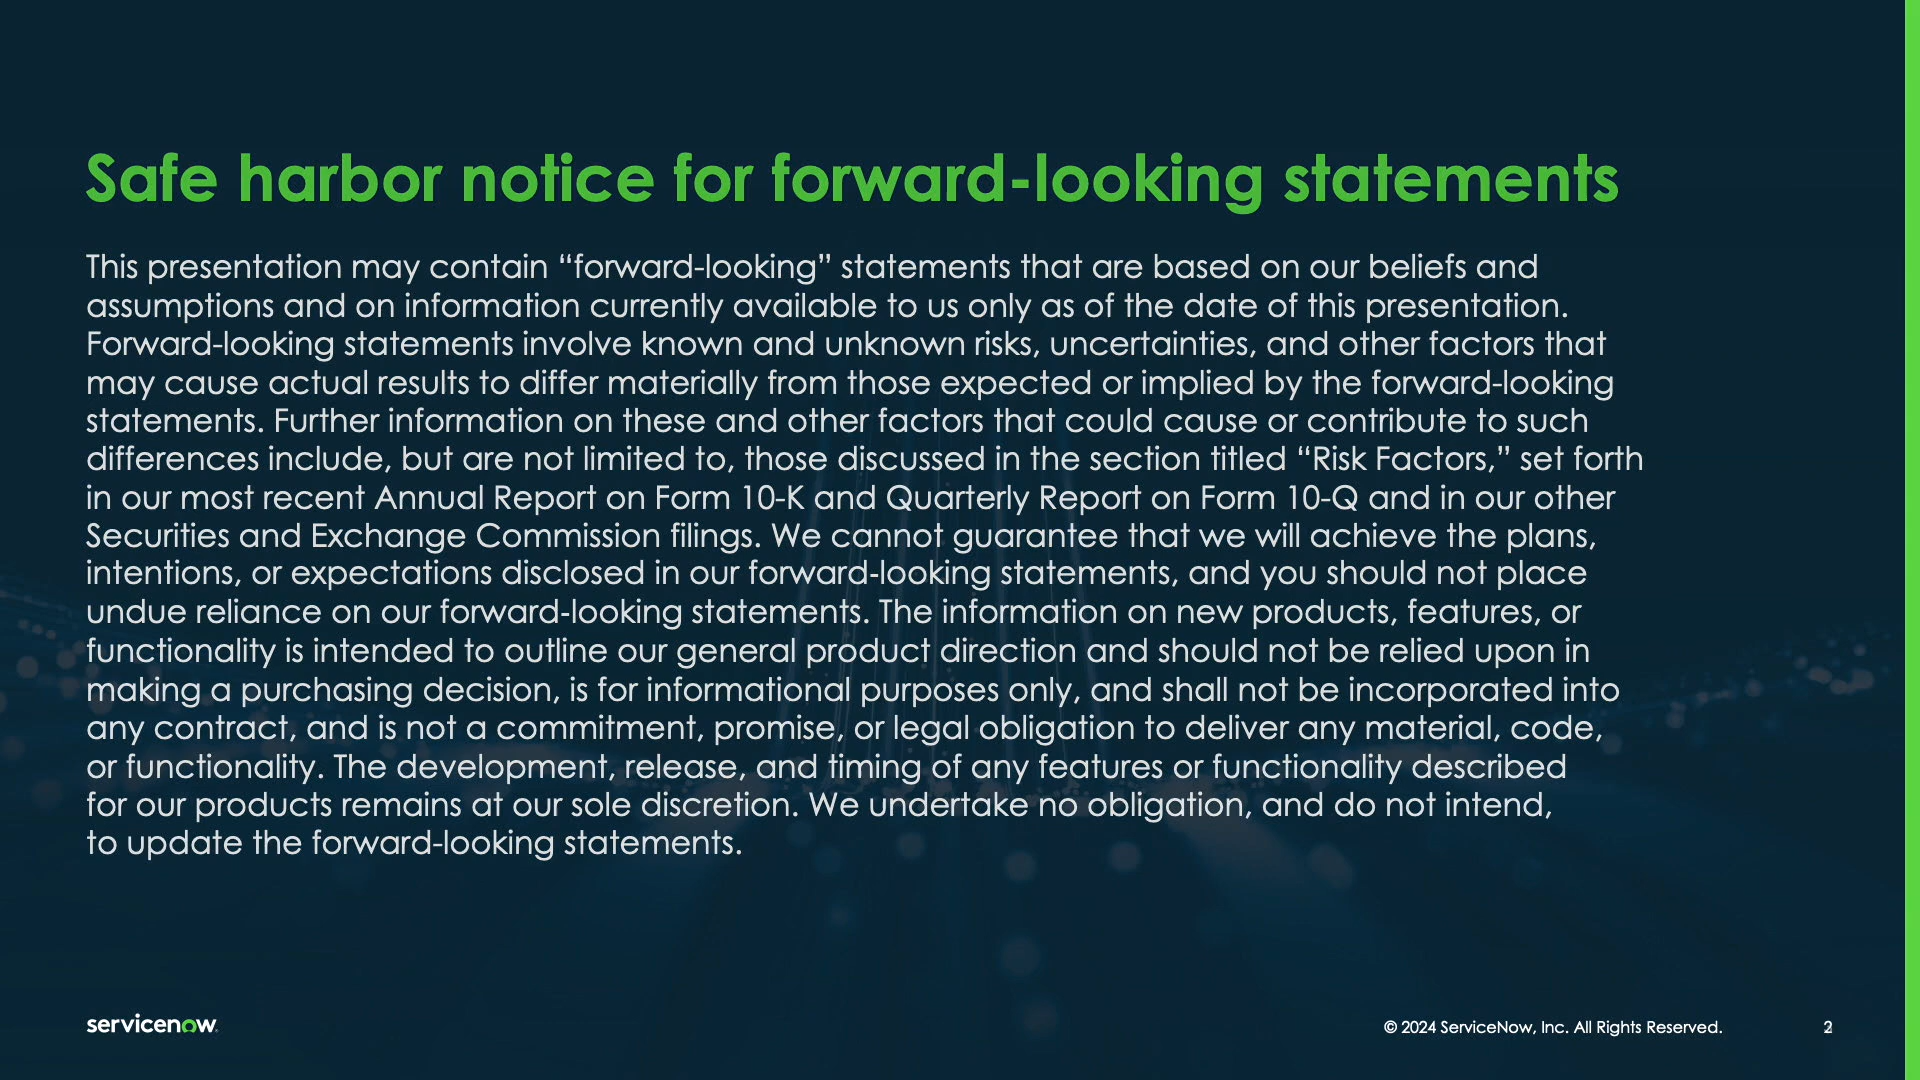 Safe harbor notice for forward-looking statements
This presentation may contain “forward-looking” statements that are based on our beliefs and
assumptions and on information currently available to us only as of the date of this presentation.
Forward-looking statements involve known and unknown risks, uncertainties, and other factors that
may cause actual results to differ materially from those expected or implied by the forward-looking
statements. Further information on these and other factors that could cause or contribute to such
differences include, but are not limited to, those discussed in the section titled “Risk Factors,” set forth
in our most recent Annual Report on Form 10-K and Quarterly Report on Form 10-Q and in our other
Securities and Exchange Commission filings. We cannot guarantee that we will achieve the plans,
intentions, or expectations disclosed in our forward-looking statements, and you should not place
undue reliance on our forward-looking statements. The information on new products, features, or
functionality is intended to outline our general product direction and should not be relied upon in
making a purchasing decision, is for informational purposes only, and shall not be incorporated into
any contract, and is not a commitment, promise, or legal obligation to deliver any material, code,
or functionality. The development, release, and timing of any features or functionality described
for our products remains at our sole discretion. We undertake no obligation, and do not intend,
to update the forward-looking statements.
servicenow
© 2024 ServiceNow, Inc. All Rights Reserved.
2